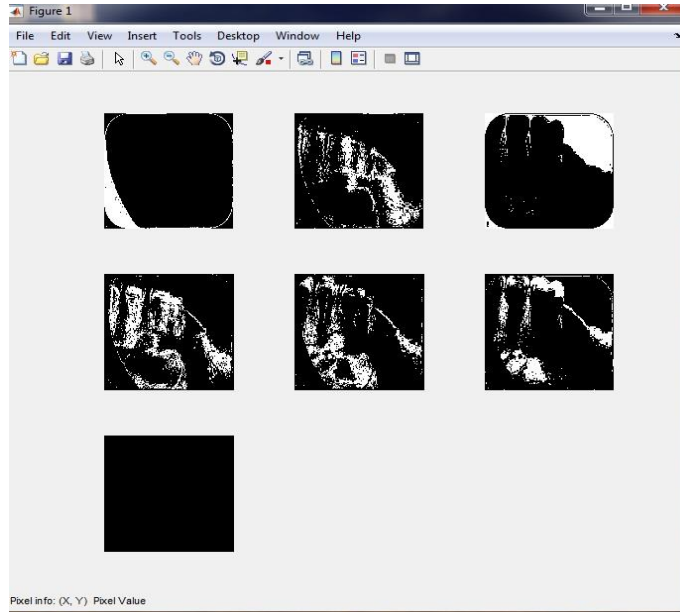 Figure 1
File Edit View Insert Tools Desktop Window Help
Pixel info: (X, Y) Pixel Value